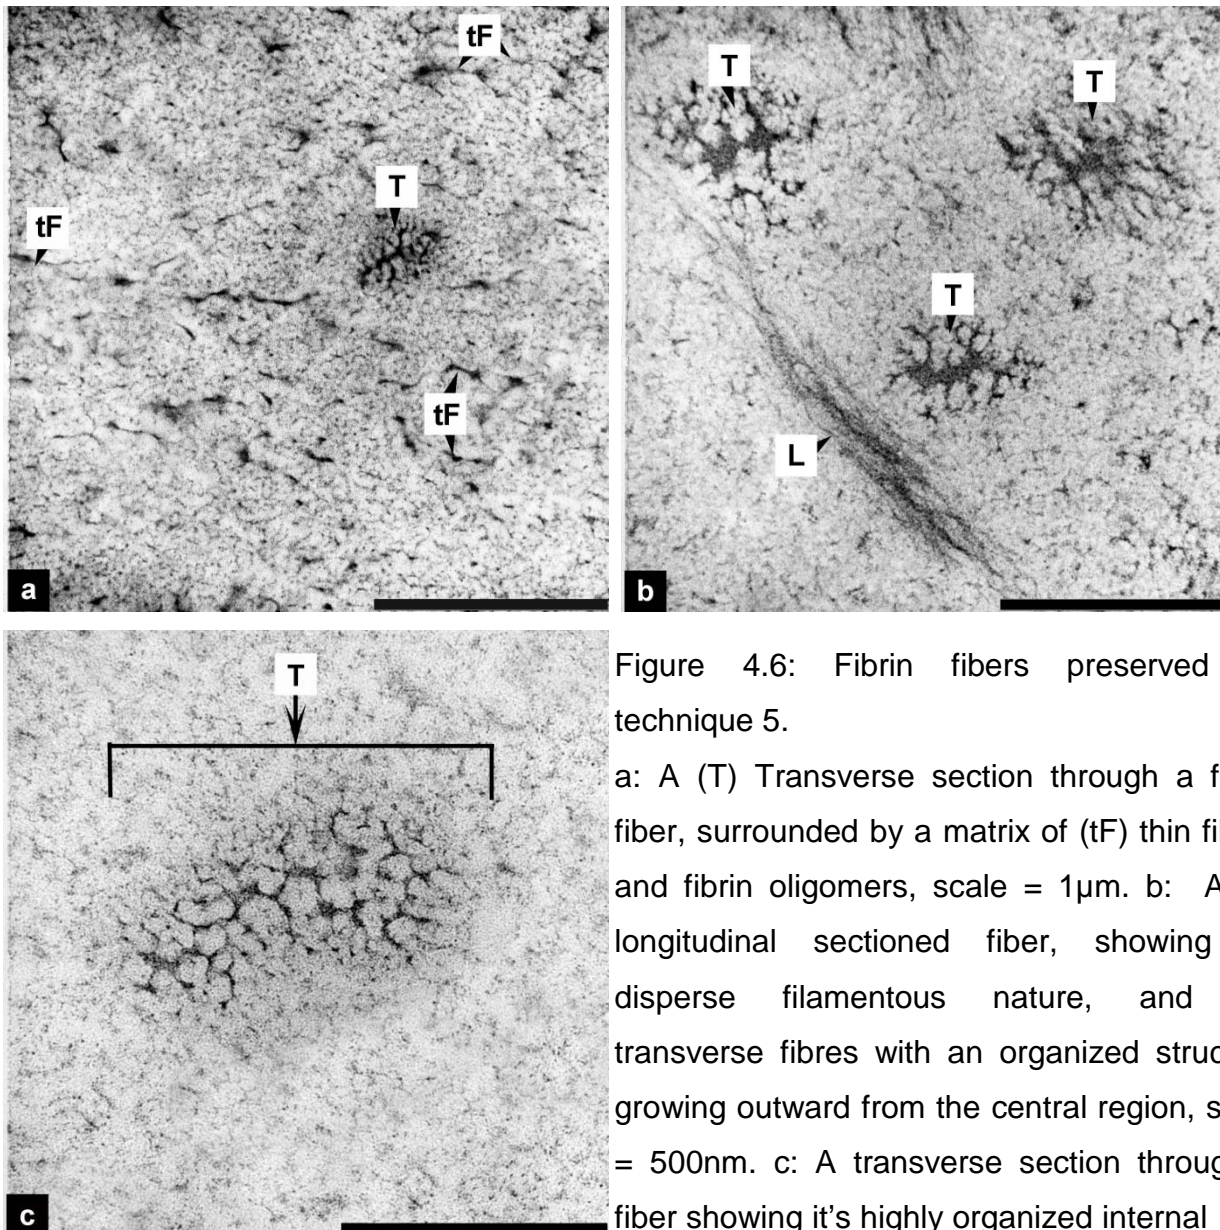 tF
T
tF
tF
a
T
T
T
L
b
T
c
Figure 4.6: Fibrin fibers preserved
technique 5.
a: A (T) Transverse section through a f
fiber, surrounded by a matrix of (tF) thin fil
and fibrin oligomers, scale = 1µm. b: A
longitudinal sectioned fiber, showing
disperse filamentous nature, and
transverse fibres with an organized struc
growing outward from the central region, s
= 500nm. c: A transverse section throug
fiber showing it's highly organized internal